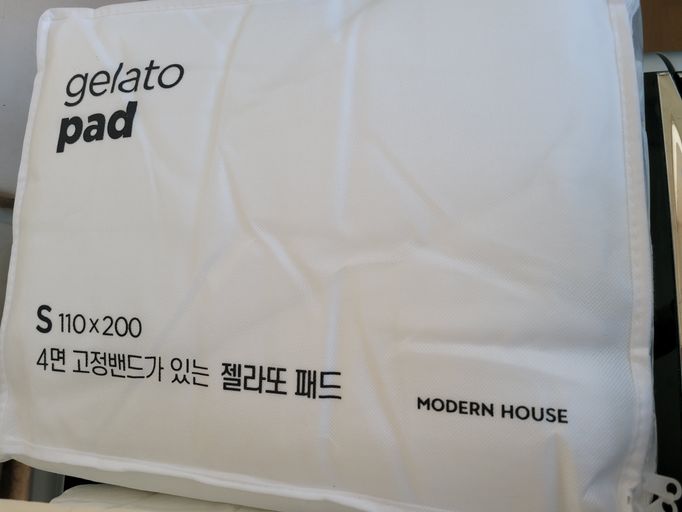 gelato
pad
S 110 x 200
4면 고정밴드가 있는 젤라또 패드
MODERN HOUSE